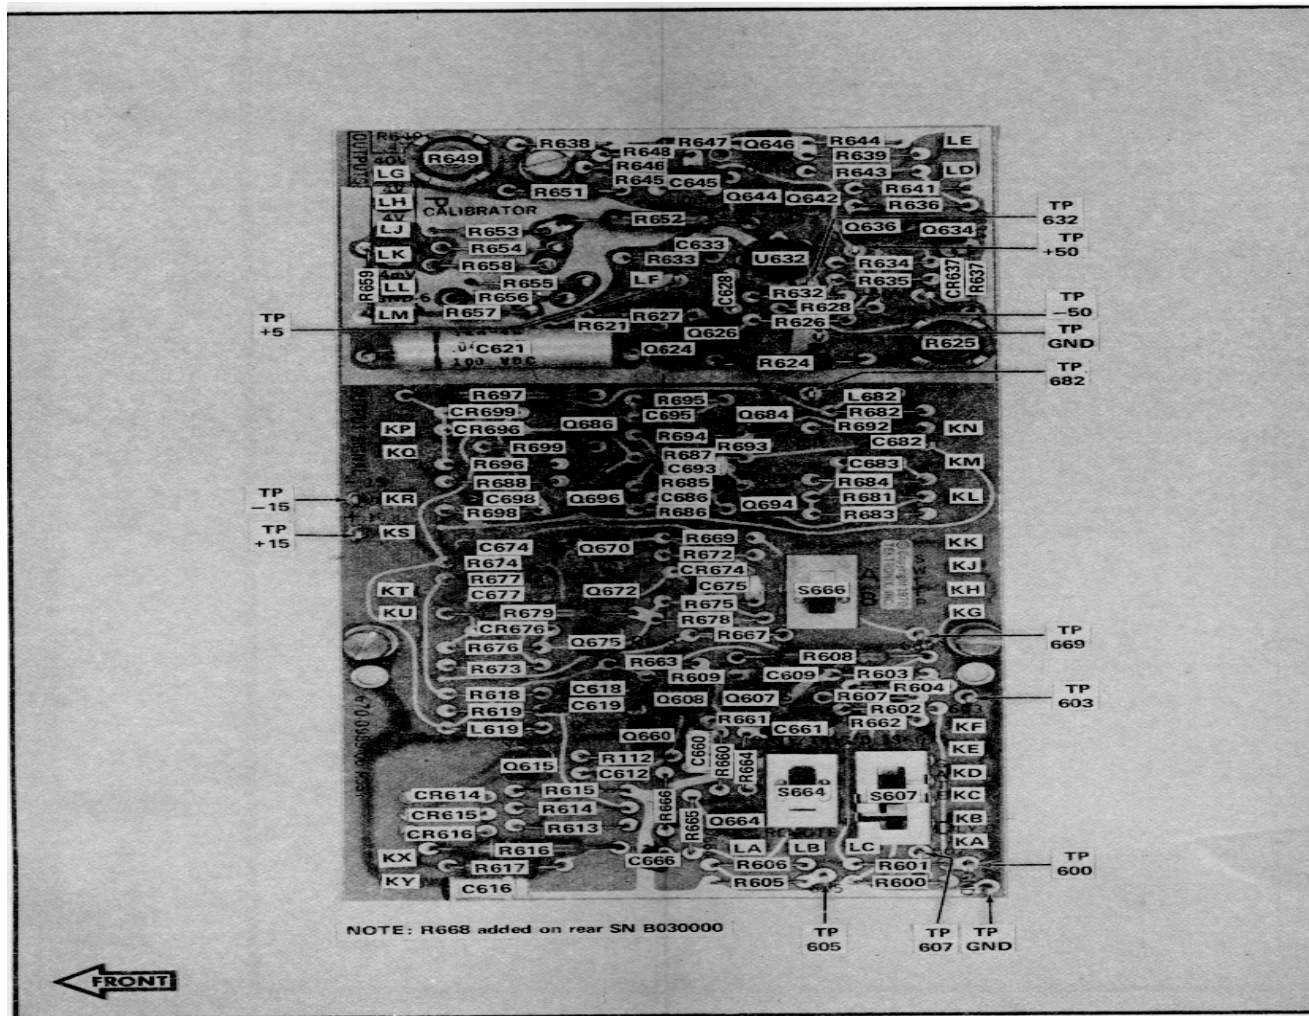 R638
R647
Q646
R644
LE
R648
R639
R649
R646
LG
R643
LD
R645
C645
R651
R641
LH
Q644
Q642
R636
TP
632
CALIBRATOR
R652
4V
LJ
R653
Q636
Q634
TP
+50
LK
R654
C633
R633
U632
R634
CR637
R637
R658
R659
4mV
LL
R655
LF
C628
R635
R656
R632
R628
TP
-50
LM
R657
R627
R626
TP
+5
R621
Q626
TP
GND
C621
100 VDC
Q624
R624
R625
TP
682
R697
R695
L682
CR699
C695
Q684
R682
KP
CR696
Q686
R692
KN
R694
R693
C682
KQ
R699
R687
KM
R696
C693
C683
R688
R685
R684
TP
-15
KR
C698
Q696
C686
Q694
R681
KL
R698
R686
R683
TP
+15
KS
R669
KK
C674
Q670
R672
R674
CR674
KJ
R677
C675
S666
KT
C677
Q672
KH
R675
KU
R679
R678
KG
CR676
R667
TP
669
R676
Q675
R608
R673
R663
R609
C609
R603
R618
C618
Q608
Q607
R607
R604
TP
603
R619
C619
R602
R661
R662
KF
L619
Q660
C661
KE
R112
C660
R660
R664
Q615
C612
KD
CR614
R615
S664
S607
KC
R614
R666
CR615
R665
Q664
KB
CR616
R613
REMOTE
KA
R616
LA
LB
LC
KX
C666
R606
R601
TP
600
R617
KY
C616
R605
R600
GND
NOTE: R668 added on rear SN B030000
TP
605
TP
607
TP
GND
FRONT